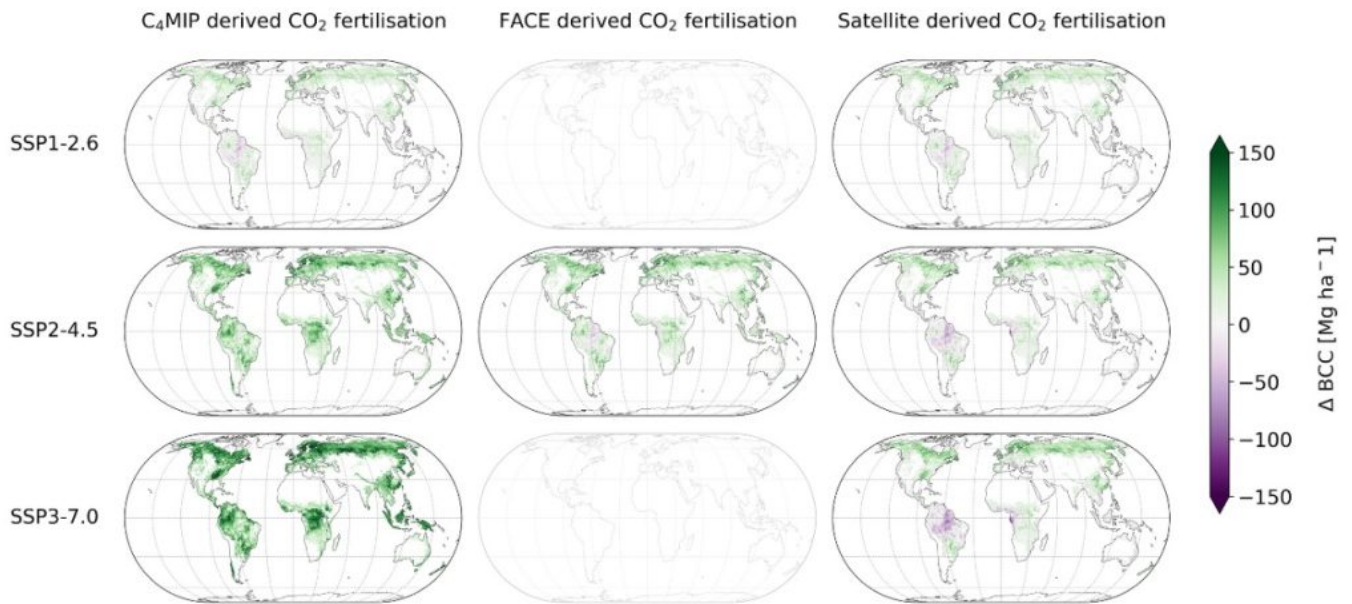 C₄MIP derived CO₂ fertilisation
FACE derived CO₂ fertilisation
Satellite derived CO₂ fertilisation
SSP1-2.6
SSP2-4.5
SSP3-7.0
150
100
50
0
−50
−100
−150
Δ BCC [Mg ha⁻¹]